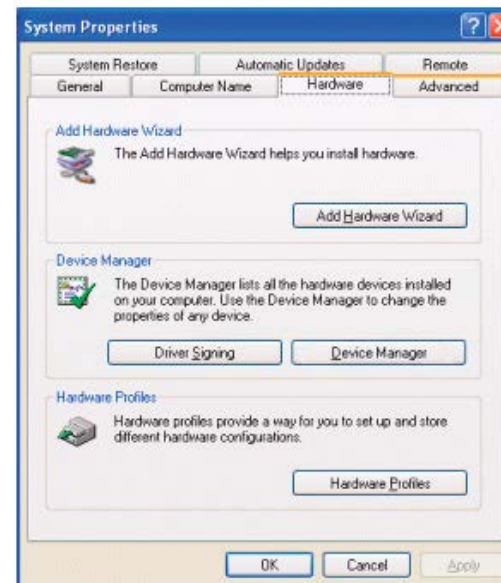 System Properties
System Restore Automatic Updates Remote
General Computer Name Hardware Advanced
Add Hardware Wizard
The Add Hardware Wizard helps you install hardware.
Add Hardware Wizard
Device Manager
The Device Manager lists all the hardware devices installed
on your computer. Use the Device Manager to change the
properties of any device.
Driver Signing Device Manager
Hardware Profiles
Hardware profiles provide a way for you to set up and store
different hardware configurations.
Hardware Profiles
OK Cancel Apply